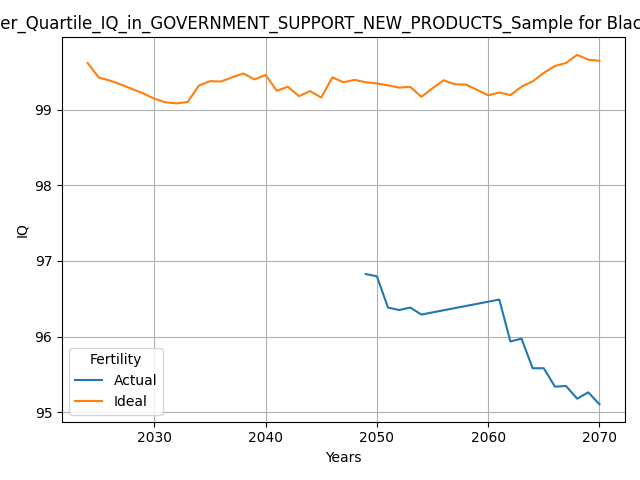 er_Quartile_IQ_in_GOVERNMENT_SUPPORT_NEW_PRODUCTS_Sample for Blac
99
98
97
96
95
IQ
Fertility
Actual
Ideal
2030 2040 2050 2060 2070
Years